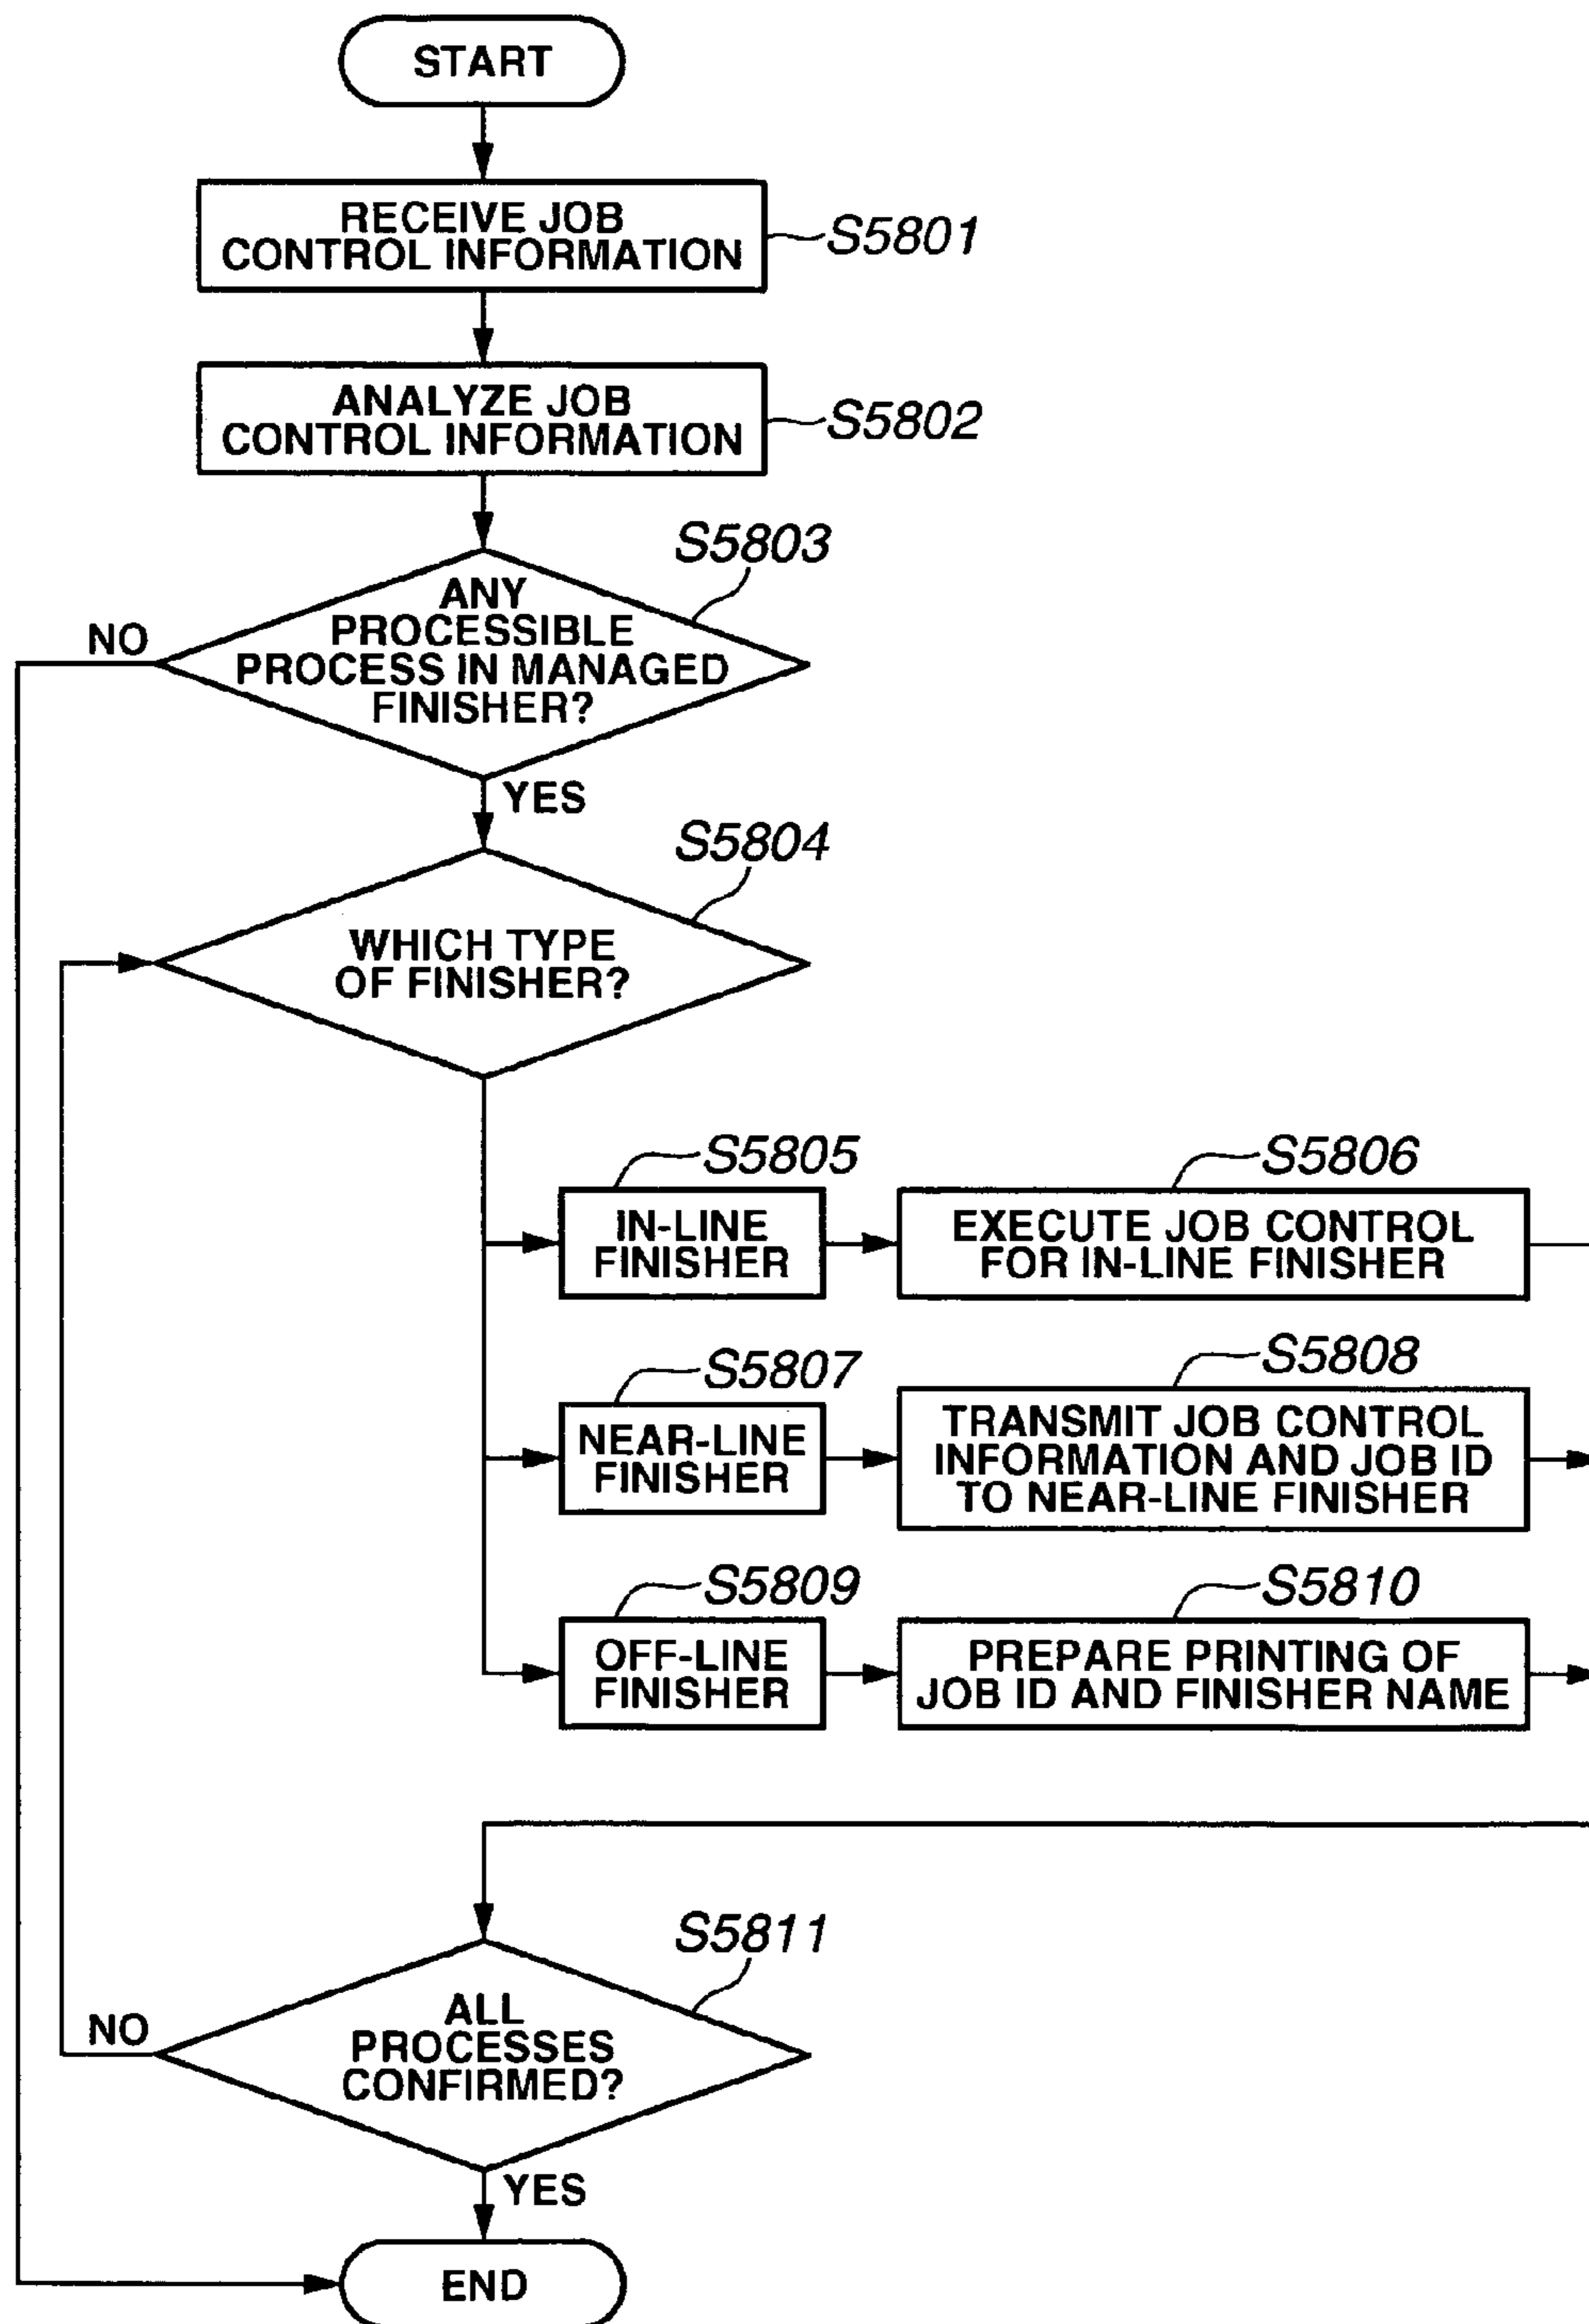 START
RECEIVE JOB
CONTROL INFORMATION
S5801
ANALYZE JOB
CONTROL INFORMATION
S5802
S5803
ANY
PROCESSIBLE
PROCESS IN MANAGED
FINISHER?
NO
YES
S5804
WHICH TYPE
OF FINISHER?
S5805
IN-LINE
FINISHER
S5806
EXECUTE JOB CONTROL
FOR IN-LINE FINISHER
S5807
NEAR-LINE
FINISHER
S5808
TRANSMIT JOB CONTROL
INFORMATION AND JOB ID
TO NEAR-LINE FINISHER
S5809
OFF-LINE
FINISHER
S5810
PREPARE PRINTING OF
JOB ID AND FINISHER NAME
S5811
ALL
PROCESSES
CONFIRMED?
NO
YES
END